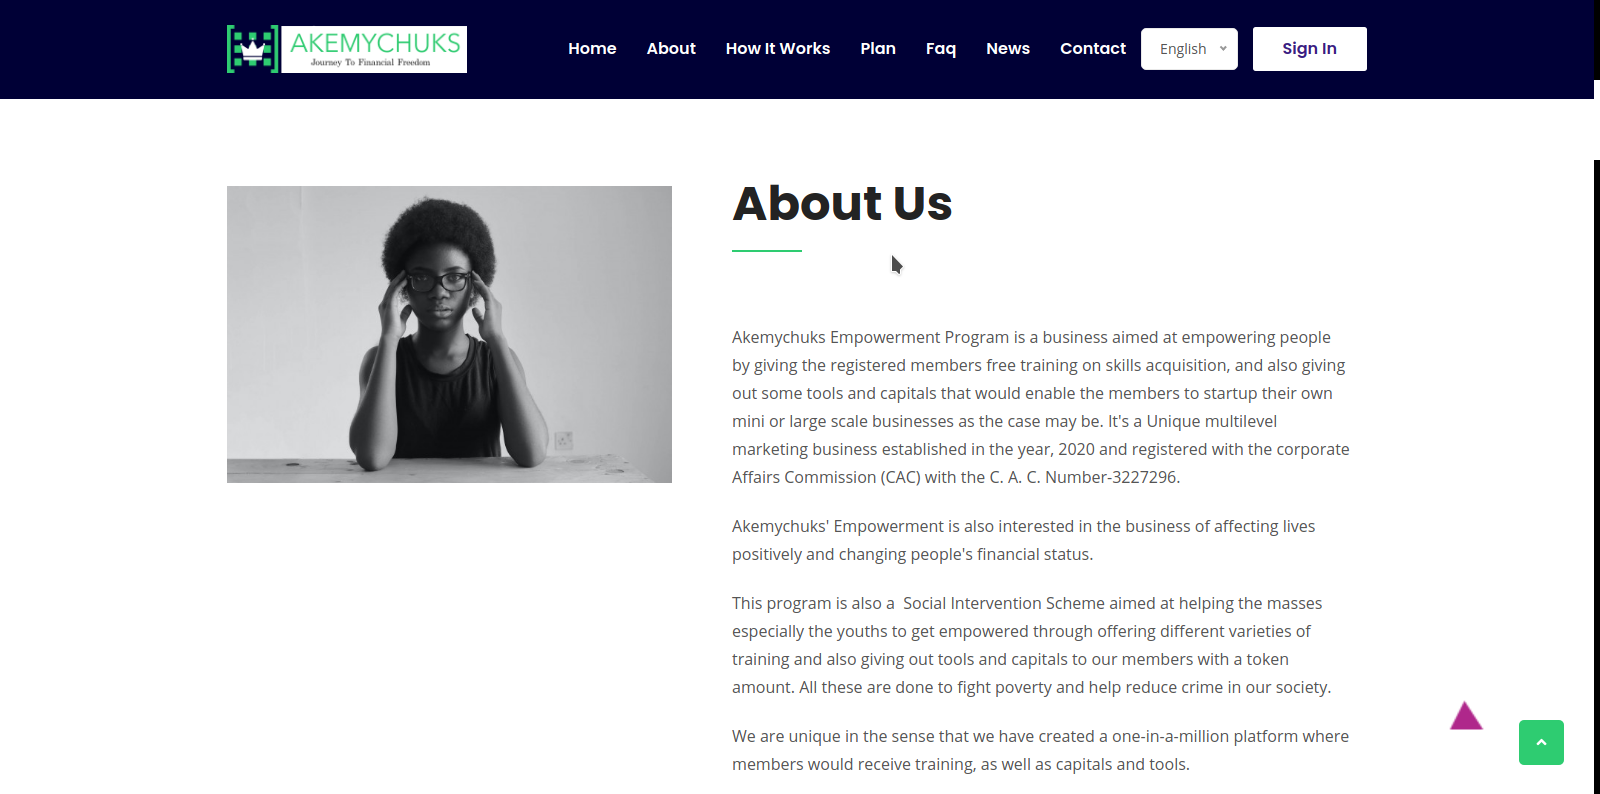 AKEMYCHUKS
Journey To Financial Freedom
Home About How It Works Plan Faq News Contact English Sign In
About Us
Akemychuks Empowerment Program is a business aimed at empowering people
by giving the registered members free training on skills acquisition, and also giving
out some tools and capitals that would enable the members to startup their own
mini or large scale businesses as the case may be. It's a Unique multilevel
marketing business established in the year, 2020 and registered with the corporate
Affairs Commission (CAC) with the C. A. C. Number-3227296.
Akemychuks' Empowerment is also interested in the business of affecting lives
positively and changing people's financial status.
This program is also a  Social Intervention Scheme aimed at helping the masses
especially the youths to get empowered through offering different varieties of
training and also giving out tools and capitals to our members with a token
amount. All these are done to fight poverty and help reduce crime in our society.
We are unique in the sense that we have created a one-in-a-million platform where
members would receive training, as well as capitals and tools.